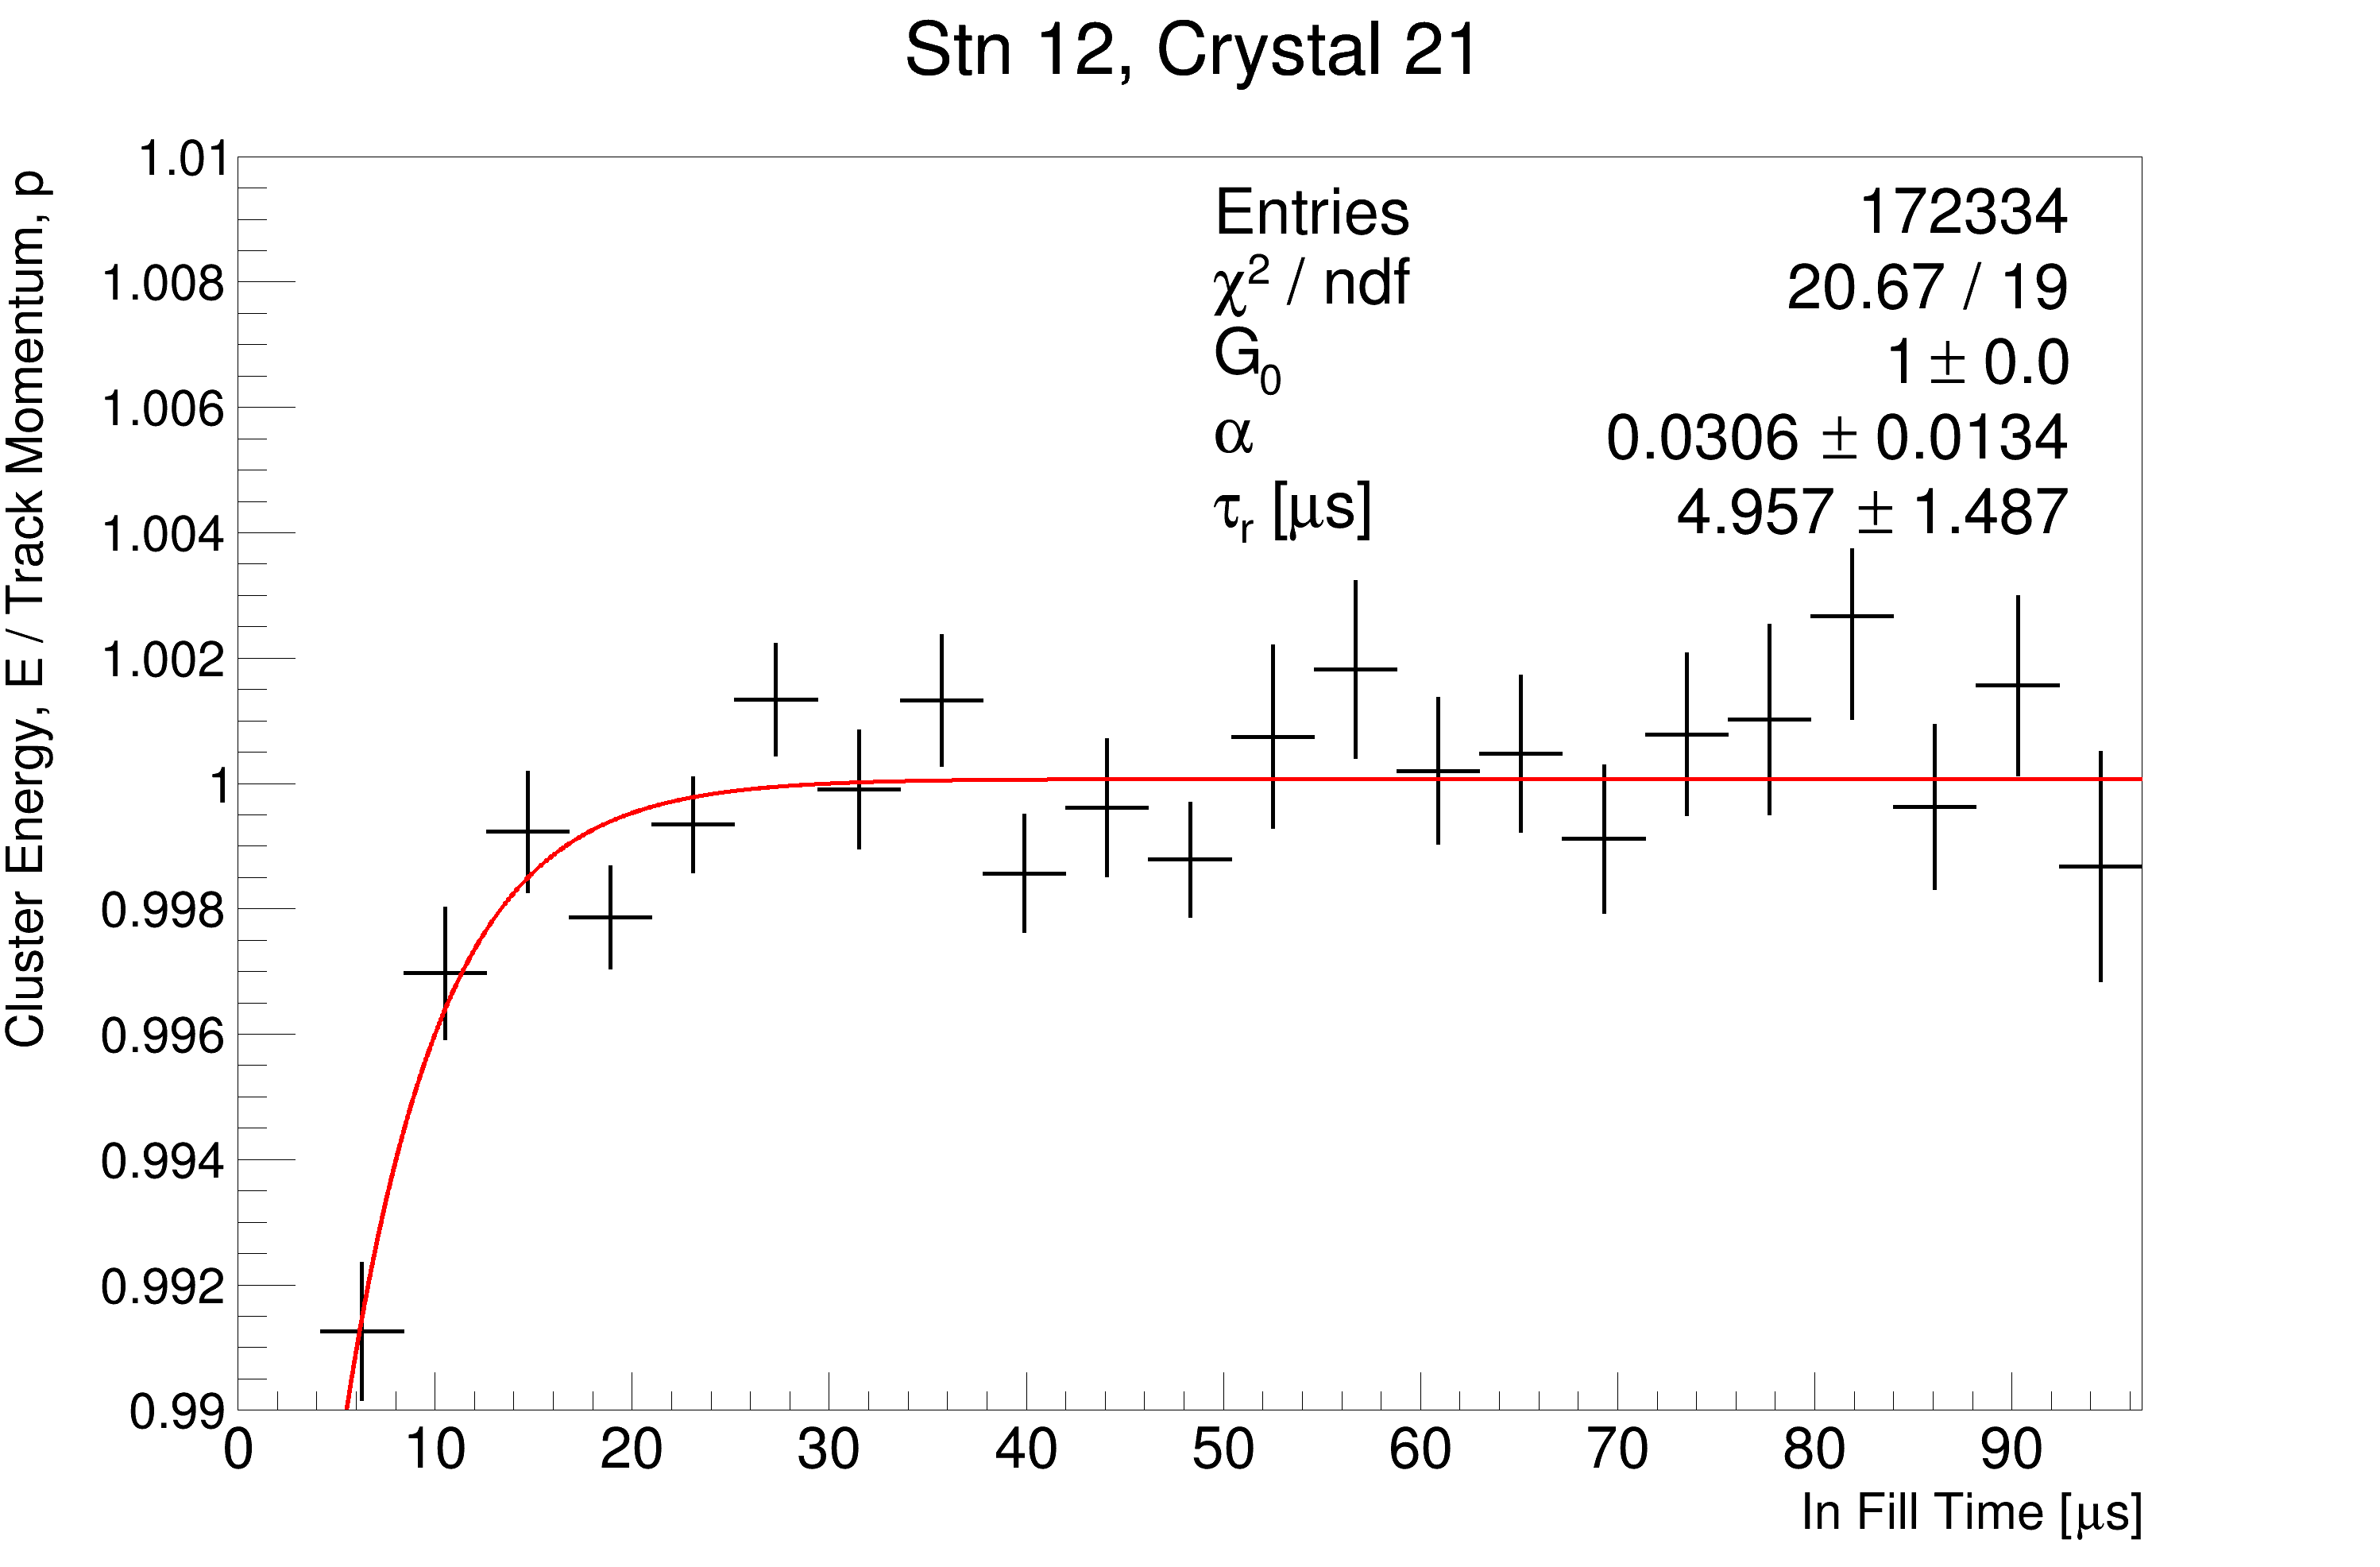 Stn 12, Crystal 21
Cluster Energy, E / Track Momentum, p
1.01
1.008
1.006
1.004
1.002
1
0.998
0.996
0.994
0.992
0.99
Entries 172334
χ² / ndf 20.67 / 19
G₀ 1 ± 0.0
α 0.0306 ± 0.0134
τᵣ [μs] 4.957 ± 1.487
0 10 20 30 40 50 60 70 80 90
In Fill Time [μs]